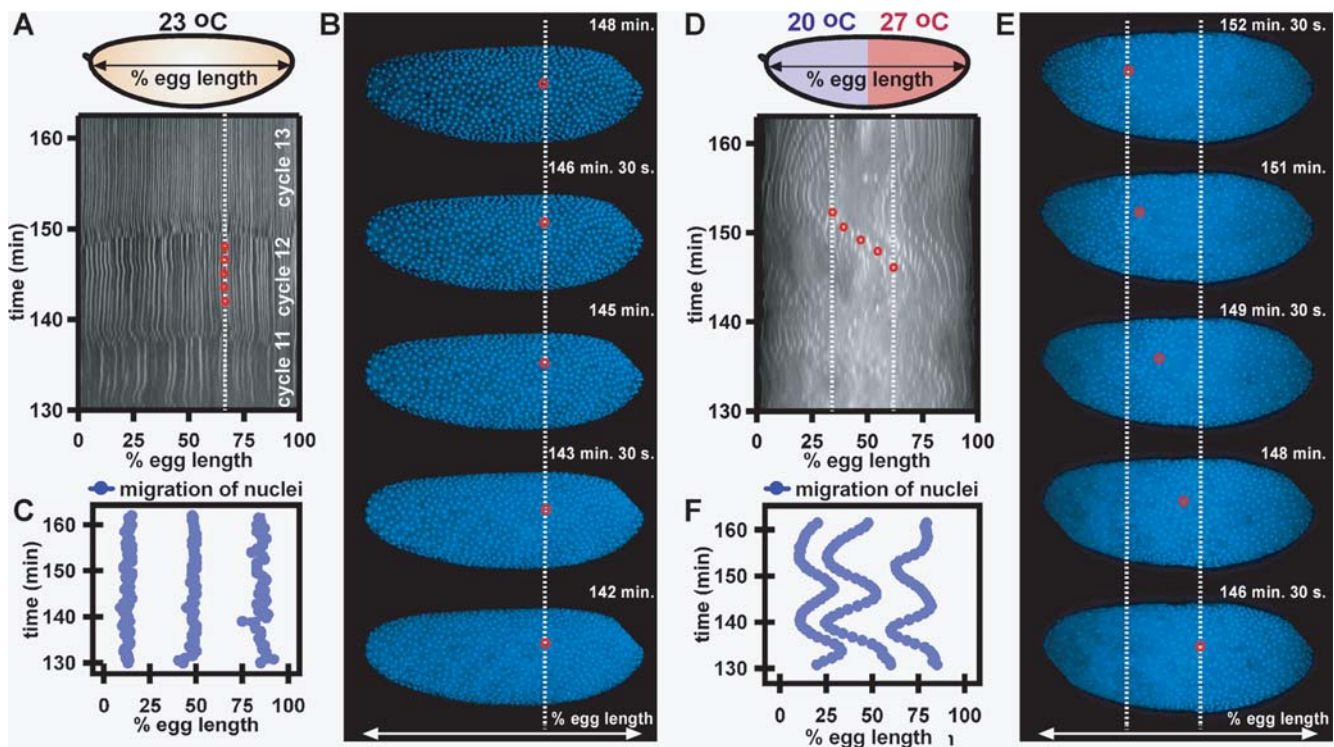 A
23 °C
% egg length
160
150
140
130
time (min)
cycle 13
cycle 12
cycle 11
0 25 50 75 100
% egg length
B
148 min.
146 min. 30 s.
145 min.
143 min. 30 s.
142 min.
% egg length
migration of nuclei
C
160
150
140
130
time (min)
0 25 50 75 100
% egg length
D
20 °C 27 °C
% egg length
160
150
140
130
time (min)
0 25 50 75 100
% egg length
E
152 min. 30 s.
151 min.
149 min. 30 s.
148 min.
146 min. 30 s.
% egg length
migration of nuclei
F
160
150
140
130
time (min)
0 25 50 75 100
% egg length